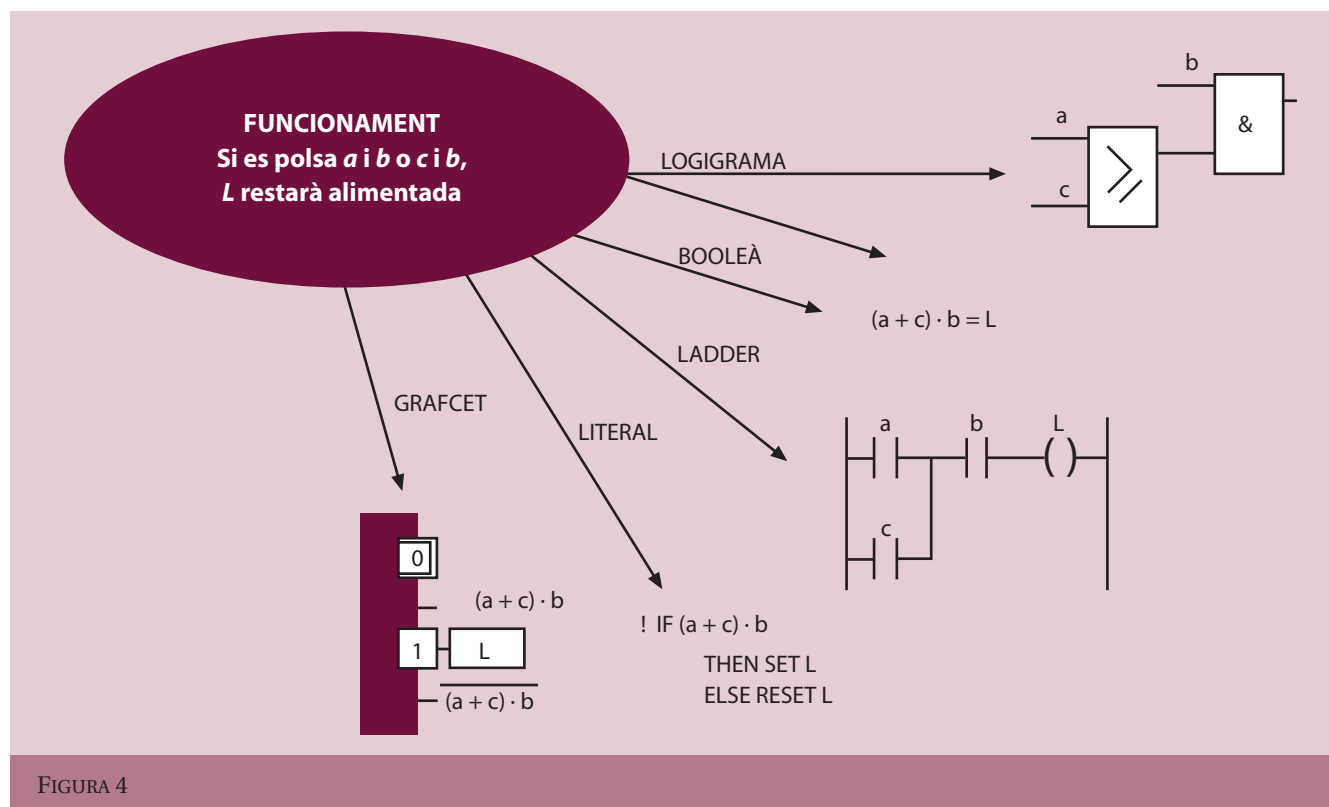 FUNCIONAMENT
Si es polsa a i b o c i b,
L restarà alimentada
LOGIGRAMA
b
a
&
c
≥
BOOLEÀ
(a + c) · b = L
LADDER
a
b
L
( )
c
GRAFCET
LITERAL
0
(a + c) · b
1
L
(a + c) · b
! IF (a + c) · b
THEN SET L
ELSE RESET L
FIGURA 4